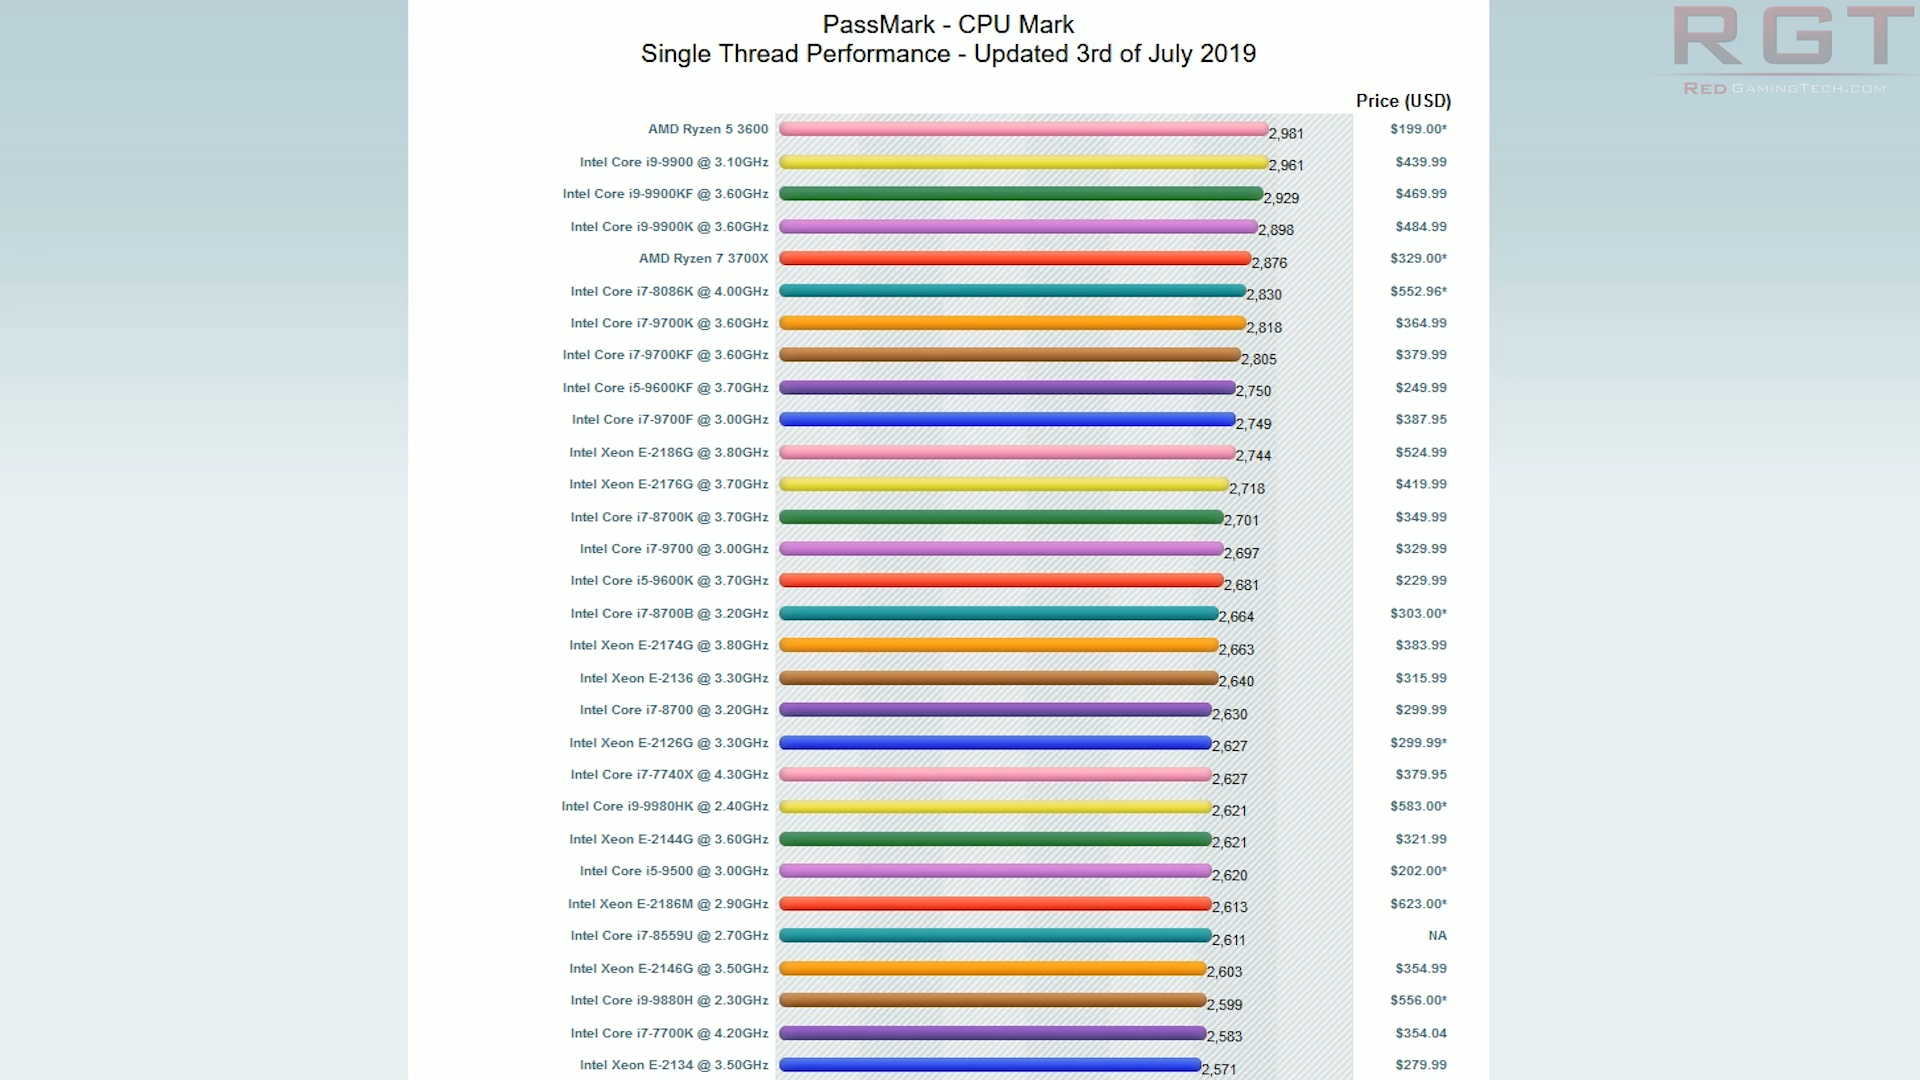 PassMark - CPU Mark
Single Thread Performance - Updated 3rd of July 2019
RGT
RED GAMINGTECH.COM
Price (USD)
AMD Ryzen 5 3600 2,981 $199.00*
Intel Core i9-9900 @ 3.10GHz 2,961 $439.99
Intel Core i9-9900KF @ 3.60GHz 2,929 $469.99
Intel Core i9-9900K @ 3.60GHz 2,898 $484.99
AMD Ryzen 7 3700X 2,876 $329.00*
Intel Core i7-8086K @ 4.00GHz 2,830 $552.96*
Intel Core i7-9700K @ 3.60GHz 2,818 $364.99
Intel Core i7-9700KF @ 3.60GHz 2,805 $379.99
Intel Core i5-9600KF @ 3.70GHz 2,750 $249.99
Intel Core i7-9700F @ 3.00GHz 2,749 $387.95
Intel Xeon E-2186G @ 3.80GHz 2,744 $524.99
Intel Xeon E-2176G @ 3.70GHz 2,718 $419.99
Intel Core i7-8700K @ 3.70GHz 2,701 $349.99
Intel Core i7-9700 @ 3.00GHz 2,697 $329.99
Intel Core i5-9600K @ 3.70GHz 2,681 $229.99
Intel Core i7-8700B @ 3.20GHz 2,664 $303.00*
Intel Xeon E-2174G @ 3.80GHz 2,663 $383.99
Intel Xeon E-2136 @ 3.30GHz 2,640 $315.99
Intel Core i7-8700 @ 3.20GHz 2,630 $299.99
Intel Xeon E-2126G @ 3.30GHz 2,627 $299.99*
Intel Core i7-7740X @ 4.30GHz 2,627 $379.95
Intel Core i9-9980HK @ 2.40GHz 2,621 $583.00*
Intel Xeon E-2144G @ 3.60GHz 2,621 $321.99
Intel Core i5-9500 @ 3.00GHz 2,620 $202.00*
Intel Xeon E-2186M @ 2.90GHz 2,613 $623.00*
Intel Core i7-8559U @ 2.70GHz 2,611 NA
Intel Xeon E-2146G @ 3.50GHz 2,603 $354.99
Intel Core i9-9880H @ 2.30GHz 2,599 $556.00*
Intel Core i7-7700K @ 4.20GHz 2,583 $354.04
Intel Xeon E-2134 @ 3.50GHz 2,571 $279.99